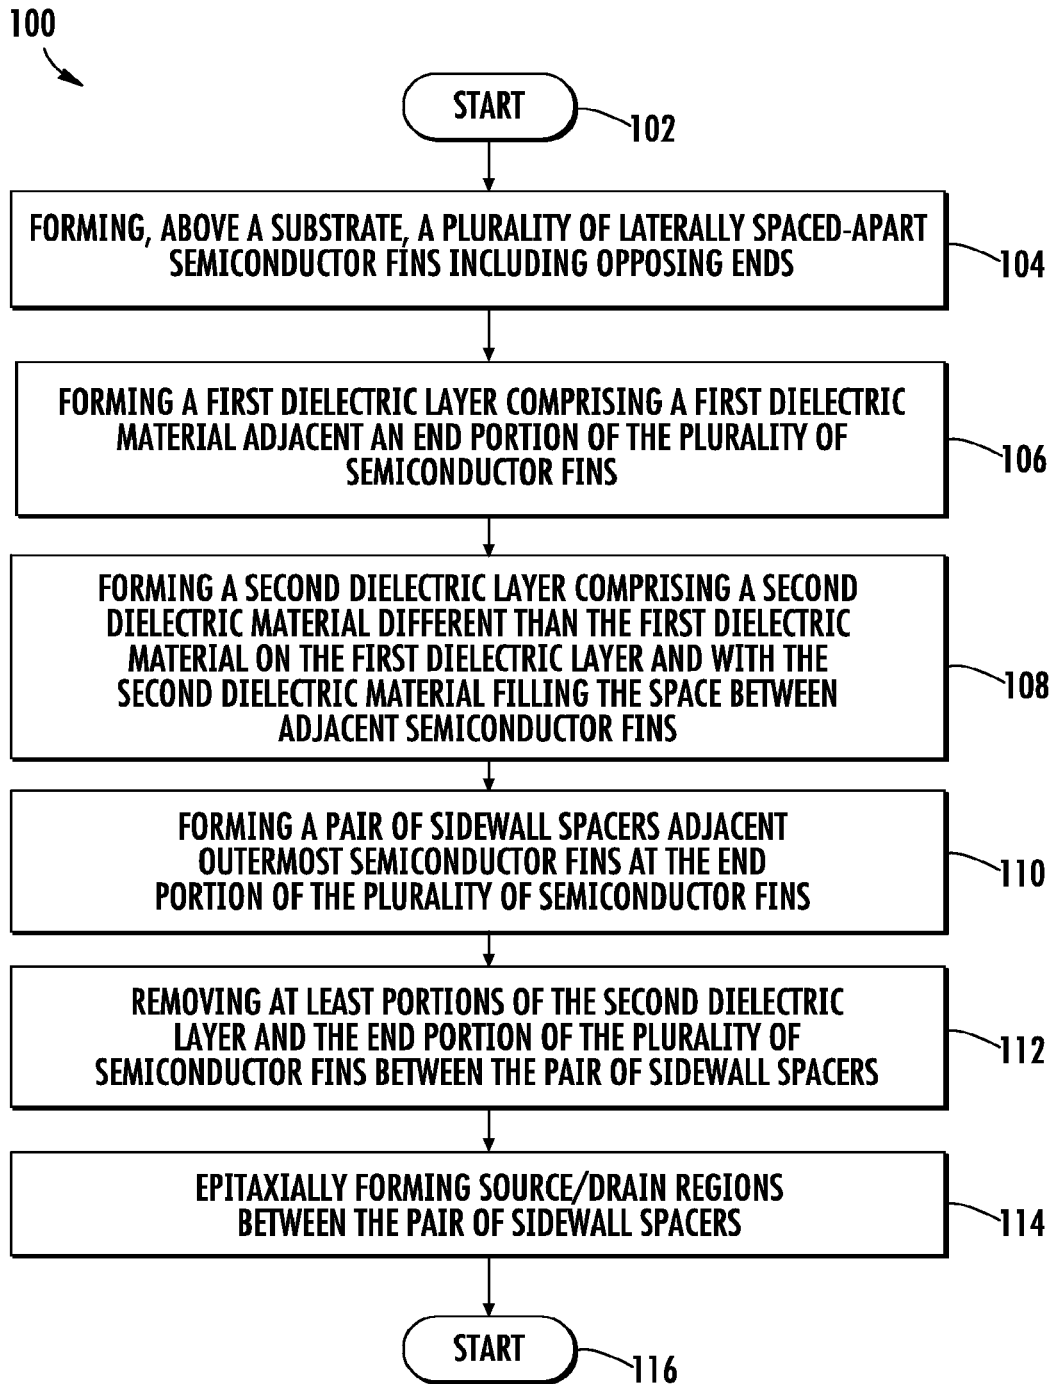 100
START
102
FORMING, ABOVE A SUBSTRATE, A PLURALITY OF LATERALLY SPACED-APART
SEMICONDUCTOR FINS INCLUDING OPPOSING ENDS
104
FORMING A FIRST DIELECTRIC LAYER COMPRISING A FIRST DIELECTRIC
MATERIAL ADJACENT AN END PORTION OF THE PLURALITY OF
SEMICONDUCTOR FINS
106
FORMING A SECOND DIELECTRIC LAYER COMPRISING A SECOND
DIELECTRIC MATERIAL DIFFERENT THAN THE FIRST DIELECTRIC
MATERIAL ON THE FIRST DIELECTRIC LAYER AND WITH THE
SECOND DIELECTRIC MATERIAL FILLING THE SPACE BETWEEN
ADJACENT SEMICONDUCTOR FINS
108
FORMING A PAIR OF SIDEWALL SPACERS ADJACENT
OUTERMOST SEMICONDUCTOR FINS AT THE END
PORTION OF THE PLURALITY OF SEMICONDUCTOR FINS
110
REMOVING AT LEAST PORTIONS OF THE SECOND DIELECTRIC
LAYER AND THE END PORTION OF THE PLURALITY OF
SEMICONDUCTOR FINS BETWEEN THE PAIR OF SIDEWALL SPACERS
112
EPITAXIALLY FORMING SOURCE/DRAIN REGIONS
BETWEEN THE PAIR OF SIDEWALL SPACERS
114
START
116